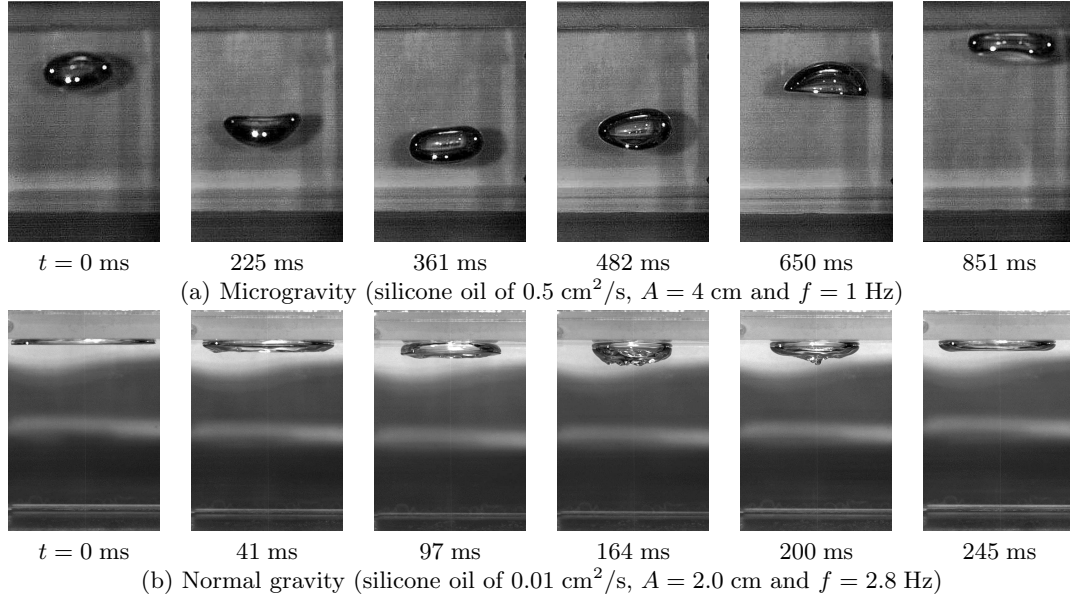 t = 0 ms 225 ms 361 ms 482 ms 650 ms 851 ms
(a) Microgravity (silicone oil of 0.5 cm²/s, A = 4 cm and f = 1 Hz)
t = 0 ms 41 ms 97 ms 164 ms 200 ms 245 ms
(b) Normal gravity (silicone oil of 0.01 cm²/s, A = 2.0 cm and f = 2.8 Hz)